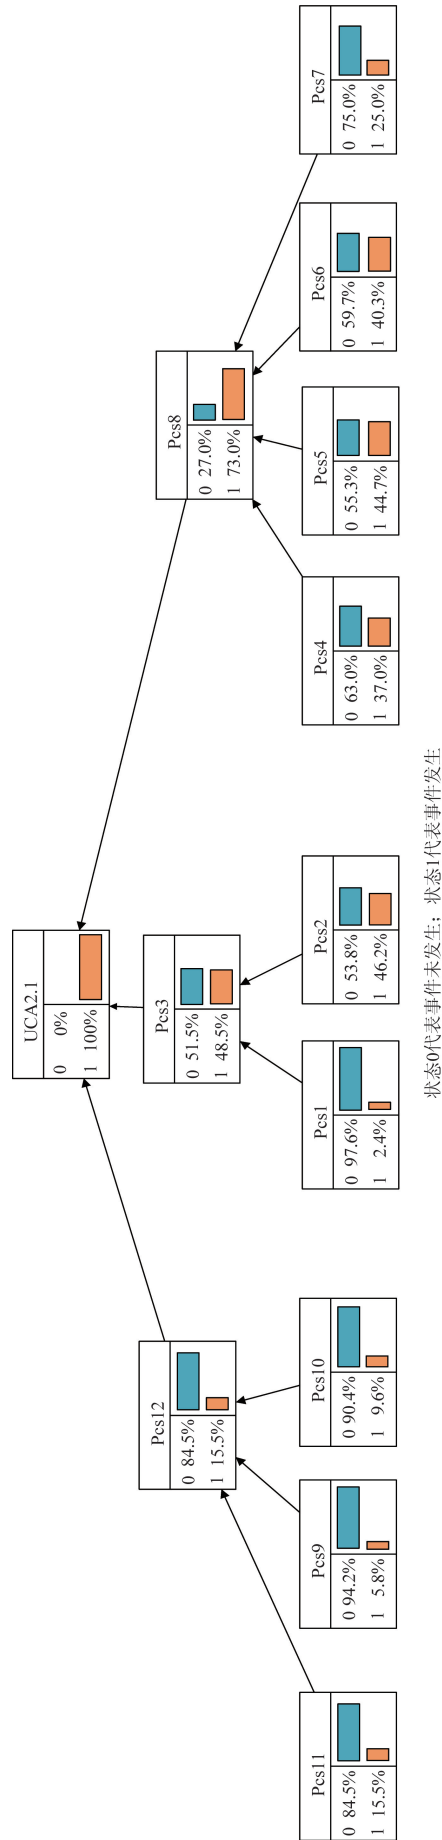 UCA2.1
0 0%
1 100%
Pcs12
0 84.5%
1 15.5%
Pcs3
0 51.5%
1 48.5%
Pcs8
0 27.0%
1 73.0%
Pcs11
0 84.5%
1 15.5%
Pcs9
0 94.2%
1 5.8%
Pcs10
0 90.4%
1 9.6%
Pcs1
0 97.6%
1 2.4%
Pcs2
0 53.8%
1 46.2%
Pcs4
0 63.0%
1 37.0%
Pcs5
0 55.3%
1 44.7%
Pcs6
0 59.7%
1 40.3%
Pcs7
0 75.0%
1 25.0%
状态0代表事件未发生；状态1代表事件发生